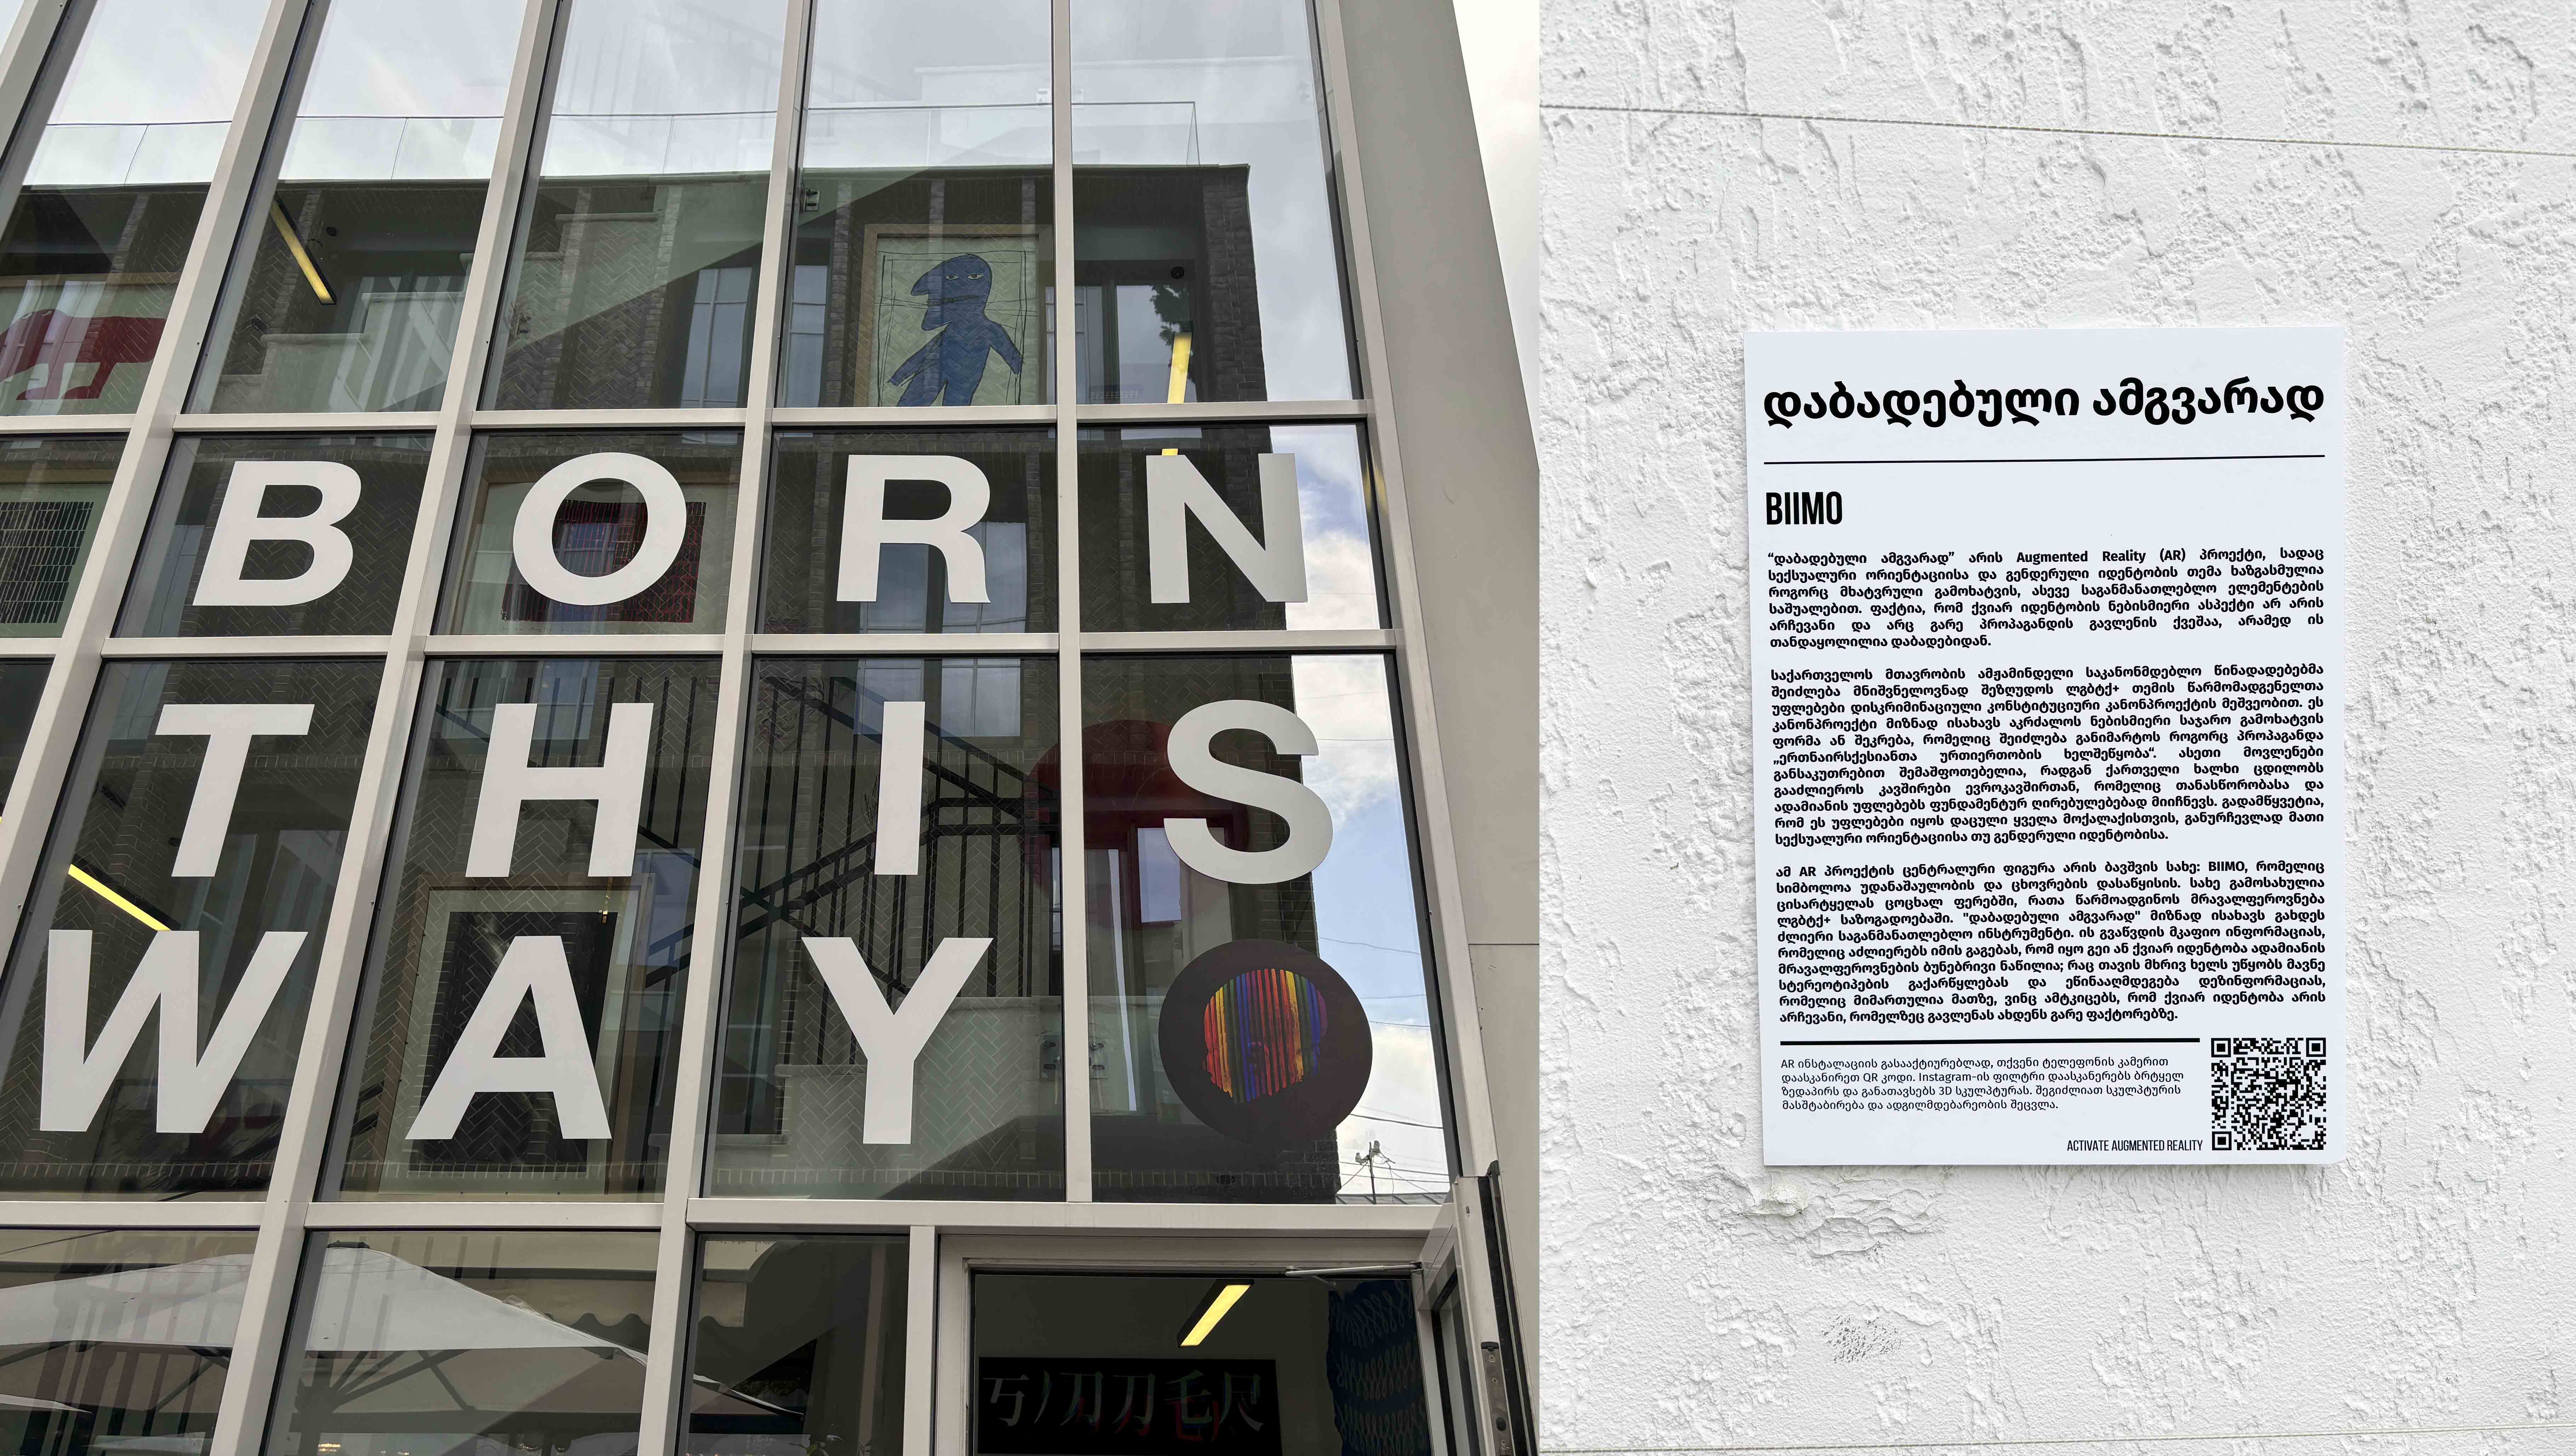 BORN
THIS
WAY
დაბადებული ამგვარად
BIIMO
“დაბადებული ამგვარად” არის Augmented Reality (AR) პროექტი, სადაც
სექსუალური ორიენტაციისა და გენდერული იდენტობის თემა ხაზგასმულია
როგორც მხატვრული გამოხატვის, ასევე საგანმანათლებლო ელემენტების
საშუალებით. ფაქტია, რომ ქვიარ იდენტობის ნებისმიერი ასპექტი არ არის
არჩევანი და არც გარე პროპაგანდის გავლენის ქვეშაა, არამედ ის
თანდაყოლილია დაბადებიდან.
საქართველოს მთავრობის ამჟამინდელი საკანონმდებლო წინადადებებმა
შეიძლება მნიშვნელოვნად შეზღუდოს ლგბტქ+ თემის წარმომადგენელთა
უფლებები დისკრიმინაციული კონსტიტუციური კანონპროექტის მეშვეობით. ეს
კანონპროექტი მიზნად ისახავს აკრძალოს ნებისმიერი საჯარო გამოხატვის
ფორმა ან შეკრება, რომელიც შეიძლება განიმარტოს როგორც პროპაგანდა
„ერთნაირსქესიანთა ურთიერთობის ხელშეწყობა“. ასეთი მოვლენები
განსაკუთრებით შემაშფოთებელია, რადგან ქართველი ხალხი ცდილობს
გააძლიეროს კავშირები ევროკავშირთან, რომელიც თანასწორობასა და
ადამიანის უფლებებს ფუნდამენტურ ღირებულებებად მიიჩნევს. გადამწყვეტია,
რომ ეს უფლებები იყოს დაცული ყველა მოქალაქისთვის, განურჩევლად მათი
სექსუალური ორიენტაციისა თუ გენდერული იდენტობისა.
ამ AR პროექტის ცენტრალური ფიგურა არის ბავშვის სახე: BIIMO, რომელიც
სიმბოლოა უდანაშაულობის და ცხოვრების დასაწყისის. სახე გამოსახულია
ცისარტყელას ცოცხალ ფერებში, რათა წარმოადგინოს მრავალფეროვნება
ლგბტქ+ საზოგადოებაში. "დაბადებული ამგვარად" მიზნად ისახავს გახდეს
ძლიერი საგანმანათლებლო ინსტრუმენტი. ის გვაწვდის მკაფიო ინფორმაციას,
რომელიც აძლიერებს იმის გაგებას, რომ იყო გეი ან ქვიარ იდენტობა ადამიანის
მრავალფეროვნების ბუნებრივი ნაწილია; რაც თავის მხრივ ხელს უწყობს მავნე
სტერეოტიპების გაქარწყლებას და ეწინააღმდეგება დეზინფორმაციას,
რომელიც მიმართულია მათზე, ვინც ამტკიცებს, რომ ქვიარ იდენტობა არის
არჩევანი, რომელზეც გავლენას ახდენს გარე ფაქტორებზე.
AR ინსტალაციის გასააქტიურებლად, თქვენი ტელეფონის კამერით
დაასკანირეთ QR კოდი. Instagram-ის ფილტრი დაასკანერებს ბრტყელ
ზედაპირს და განათავსებს 3D სკულპტურას. შეგიძლიათ სკულპტურის
მასშტაბირება და ადგილმდებარეობის შეცვლა.
ACTIVATE AUGMENTED REALITY